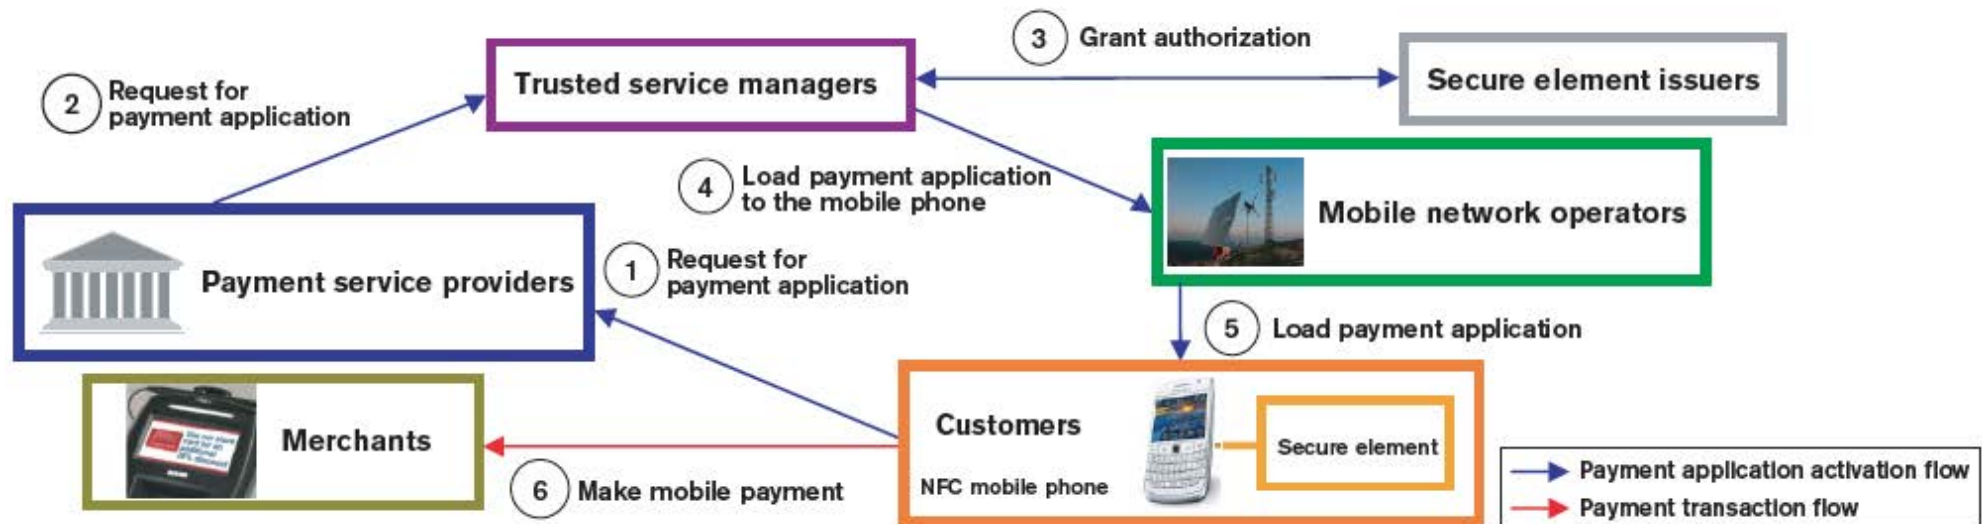 3 Grant authorization
Trusted service managers
Secure element issuers
2 Request for
payment application
4 Load payment application
to the mobile phone
Mobile network operators
Payment service providers
1 Request for
payment application
5 Load payment application
Merchants
Customers
NFC mobile phone
Secure element
6 Make mobile payment
Payment application activation flow
Payment transaction flow